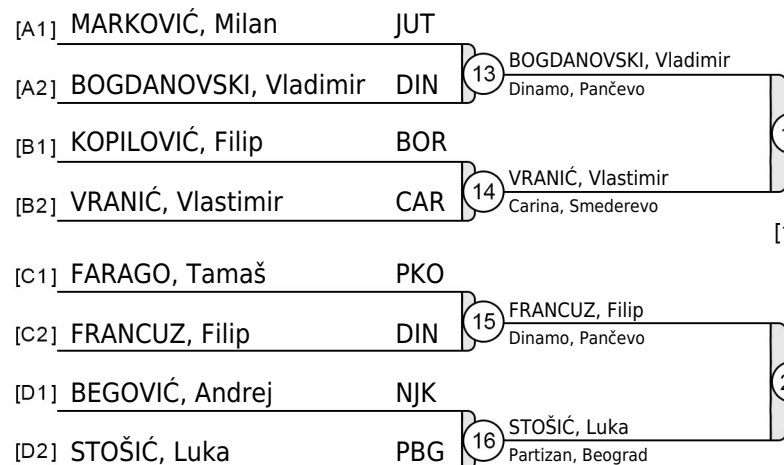 [A1] MARKOVIĆ, Milan JUT
[A2] BOGDANOVSKI, Vladimir DIN
13
BOGDANOVSKI, Vladimir
Dinamo, Pančevo
[B1] KOPILOVIĆ, Filip BOR
[B2] VRANIĆ, Vlastimir CAR
14
VRANIĆ, Vlastimir
Carina, Smederevo
[C1] FARAGO, Tamaš PKO
[C2] FRANCUZ, Filip DIN
15
FRANCUZ, Filip
Dinamo, Pančevo
[D1] BEGOVIĆ, Andrej NJK
[D2] STOŠIĆ, Luka PBG
16
STOŠIĆ, Luka
Partizan, Beograd